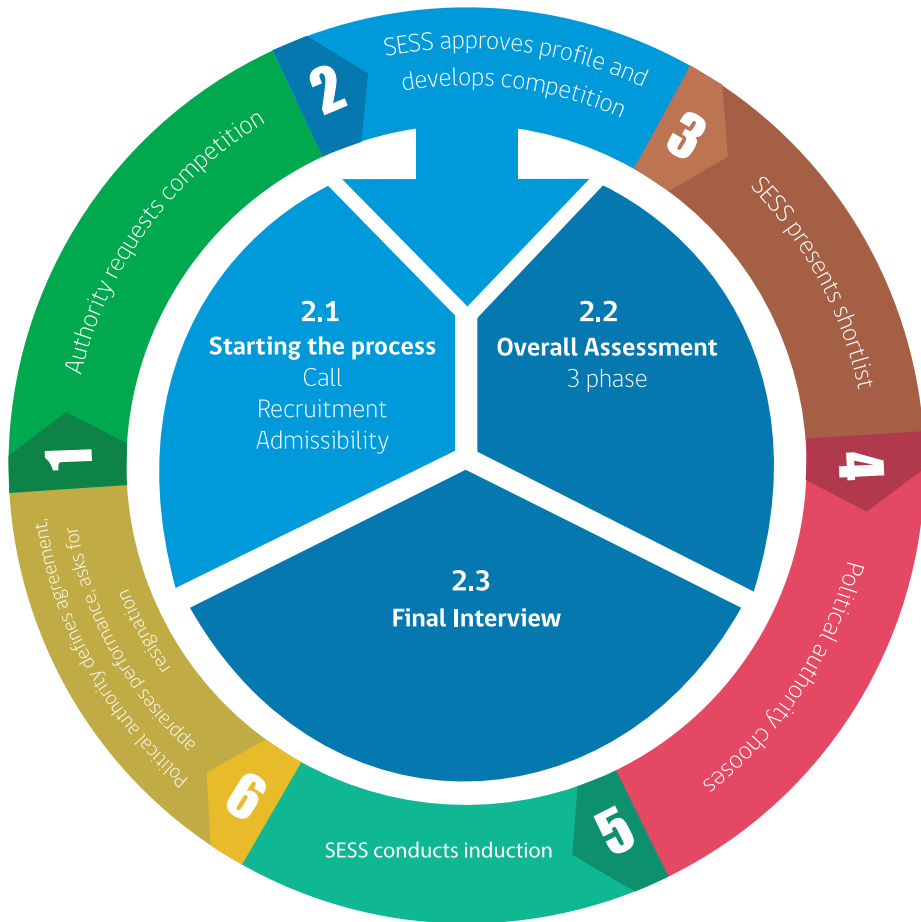 1
Authority requests competition
2
SESS approves profile and
develops competition
3
SESS presents shortlist
4
Political authority chooses
5
SESS conducts induction
6
Political authority defines agreement,
appraises performance, asks for
resignation
2.1
Starting the process
Call
Recruitment
Admissibility
2.2
Overall Assessment
3 phase
2.3
Final Interview